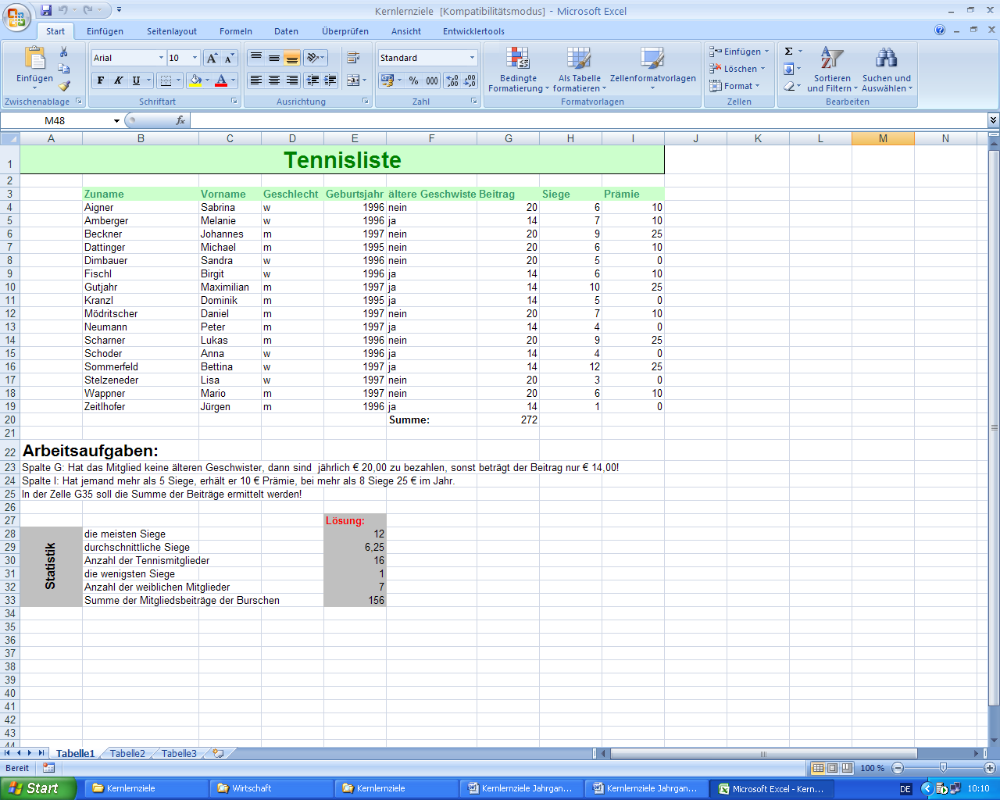 Kernlernziele [Kompatibilitätsmodus] - Microsoft Excel
Start Einfügen Seitenlayout Formeln Daten Überprüfen Ansicht Entwicklertools
Einfügen
Zwischenablage
Arial 10
F K U
Schriftart
Ausrichtung
Standard
% 000
Zahl
Bedingte Formatierung
Als Tabelle formatieren
Zellenformatvorlagen
Formatvorlagen
Einfügen
Löschen
Format
Zellen
Σ
Sortieren und Filtern
Suchen und Auswählen
Bearbeiten
M48 fx
A B C D E F G H I J K L M N
1 Tennisliste
2
3 Zuname Vorname Geschlecht Geburtsjahr ältere Geschwiste Beitrag Siege Prämie
4 Aigner Sabrina w 1996 nein 20 6 10
5 Amberger Melanie w 1996 ja 14 7 10
6 Beckner Johannes m 1997 nein 20 9 25
7 Dattinger Michael m 1995 nein 20 6 10
8 Dimbauer Sandra w 1996 nein 20 5 0
9 Fischl Birgit w 1996 ja 14 6 10
10 Gutjahr Maximilian m 1997 ja 14 10 25
11 Kranzl Dominik m 1995 ja 14 5 0
12 Mödritscher Daniel m 1997 nein 20 7 10
13 Neumann Peter m 1997 ja 14 4 0
14 Scharner Lukas m 1996 nein 20 9 25
15 Schoder Anna w 1996 ja 14 4 0
16 Sommerfeld Bettina w 1997 ja 14 12 25
17 Stelzeneder Lisa w 1997 nein 20 3 0
18 Wappner Mario m 1997 nein 20 6 10
19 Zeitlhofer Jürgen m 1996 ja 14 1 0
20 Summe: 272
21
22 Arbeitsaufgaben:
23 Spalte G: Hat das Mitglied keine älteren Geschwister, dann sind jährlich € 20,00 zu bezahlen, sonst beträgt der Beitrag nur € 14,00!
24 Spalte I: Hat jemand mehr als 5 Siege, erhält er 10 € Prämie, bei mehr als 8 Siege 25 € im Jahr.
25 In der Zelle G35 soll die Summe der Beiträge ermittelt werden!
26
27 Lösung:
Statistik
28 die meisten Siege 12
29 durchschnittliche Siege 6,25
30 Anzahl der Tennismitglieder 16
31 die wenigsten Siege 1
32 Anzahl der weiblichen Mitglieder 7
33 Summe der Mitgliedsbeiträge der Burschen 156
34
35
36
37
38
39
40
41
42
43
44
Tabelle1 Tabelle2 Tabelle3
Bereit 100 %
Start Kernlernziele Wirtschaft Kernlernziele Kernlernziele Jahrgan... Kernlernziele Jahrgan... Microsoft Excel - Kern... DE 10:10